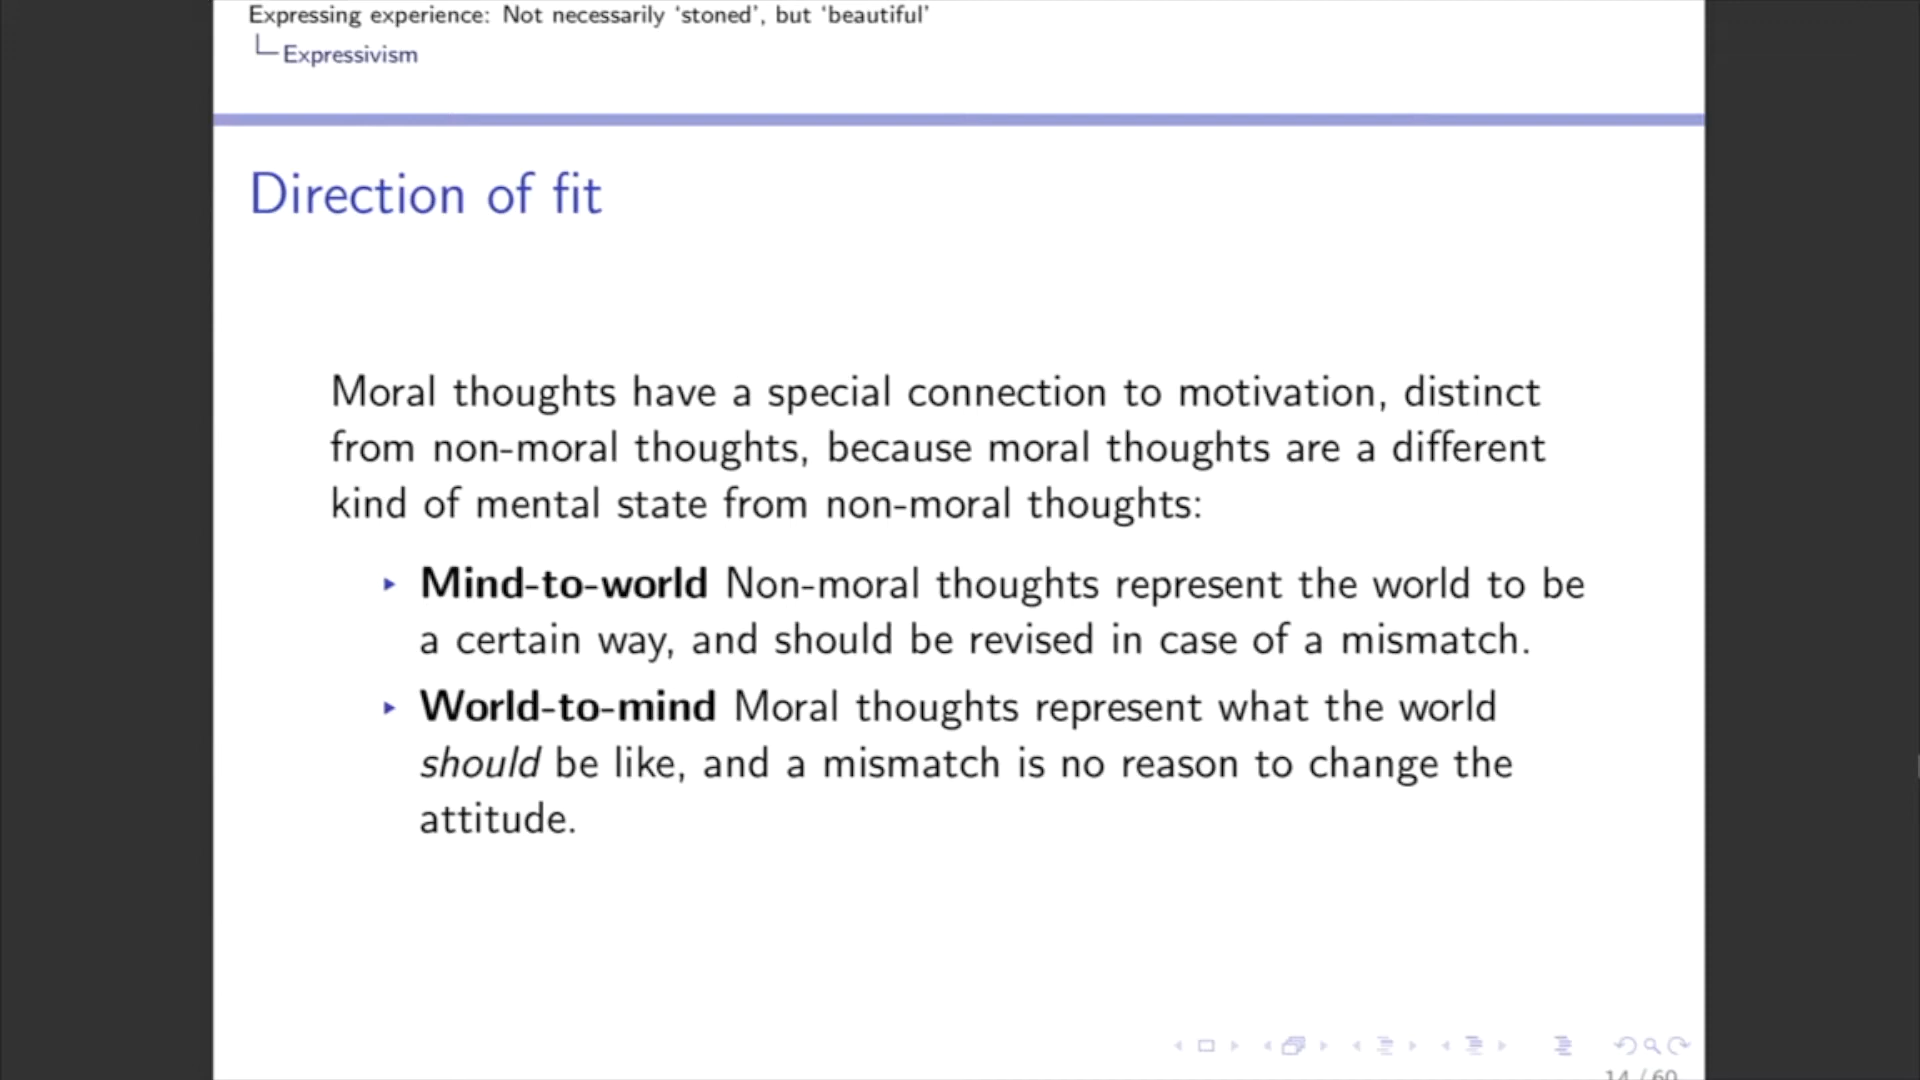 Expressing experience: Not necessarily ‘stoned’, but ‘beautiful’
Expressivism
Direction of fit
Moral thoughts have a special connection to motivation, distinct
from non-moral thoughts, because moral thoughts are a different
kind of mental state from non-moral thoughts:
Mind-to-world Non-moral thoughts represent the world to be
a certain way, and should be revised in case of a mismatch.
World-to-mind Moral thoughts represent what the world
should be like, and a mismatch is no reason to change the
attitude.
14 / 60